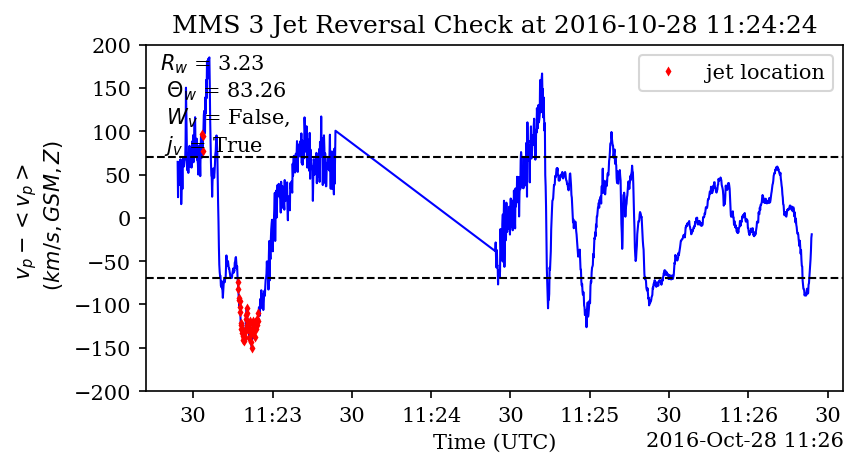 MMS 3 Jet Reversal Check at 2016-10-28 11:24:24
R_w = 3.23
Θ_w = 83.26
W_v = False,
j_v = True
jet location
v_p − < v_p >
(km/s, GSM, Z)
200
150
100
50
0
−50
−100
−150
−200
30 11:23 30 11:24 30 11:25 30 11:26 30
Time (UTC)
2016-Oct-28 11:26